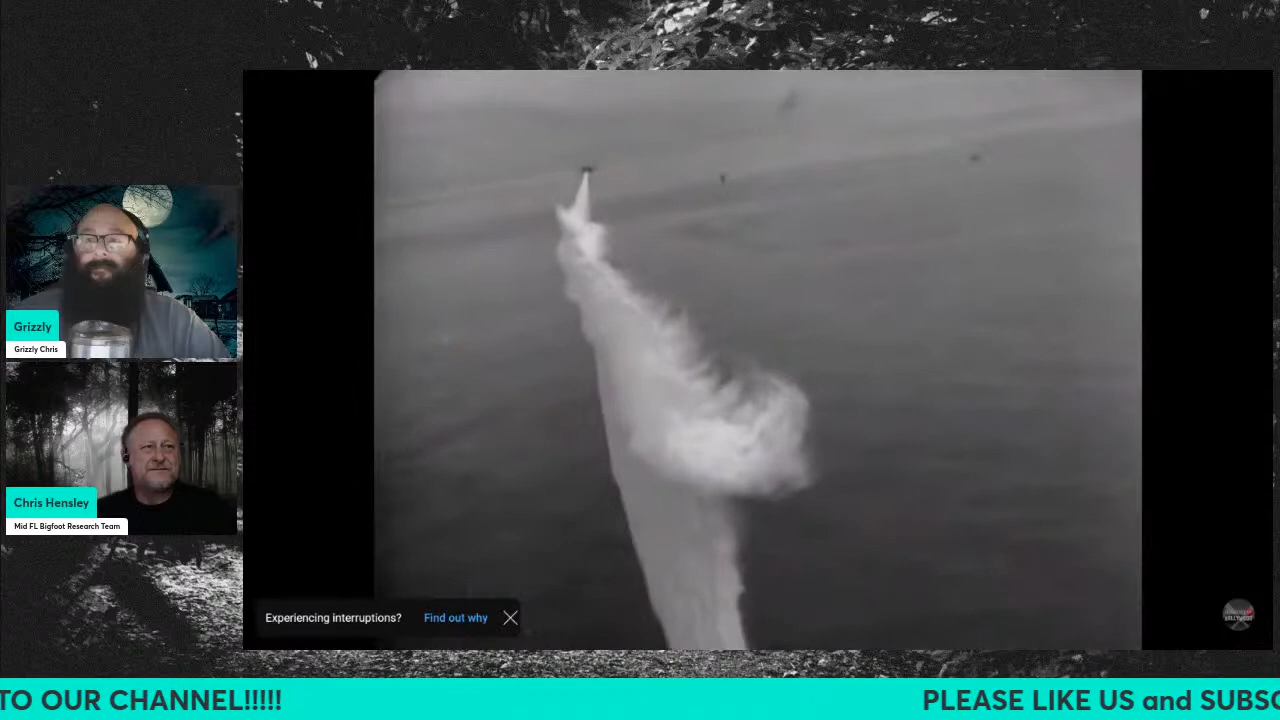 Grizzly
Grizzly Chris
Chris Hensley
Mid FL Bigfoot Research Team
Experiencing interruptions? Find out why
TO OUR CHANNEL!!!!! PLEASE LIKE US and SUBSC